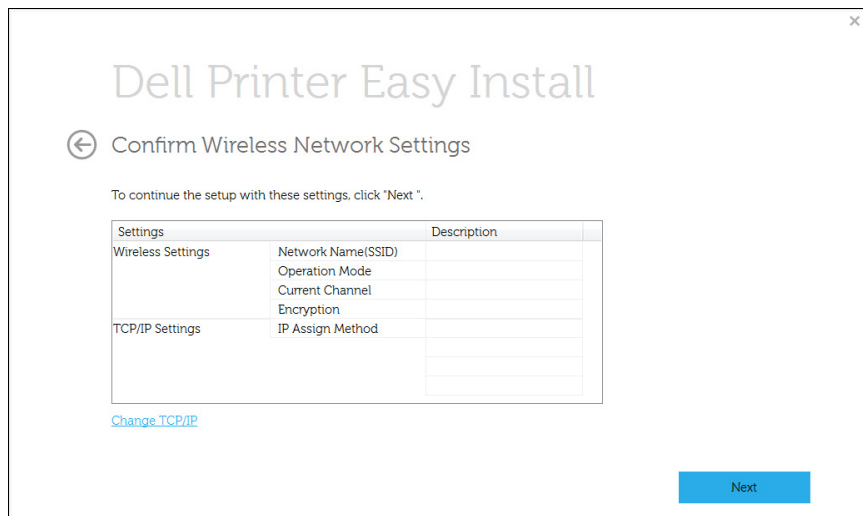 Dell Printer Easy Install
Confirm Wireless Network Settings
To continue the setup with these settings, click "Next ".
Settings Description
Wireless Settings Network Name(SSID)
Operation Mode
Current Channel
Encryption
TCP/IP Settings IP Assign Method
Change TCP/IP
Next